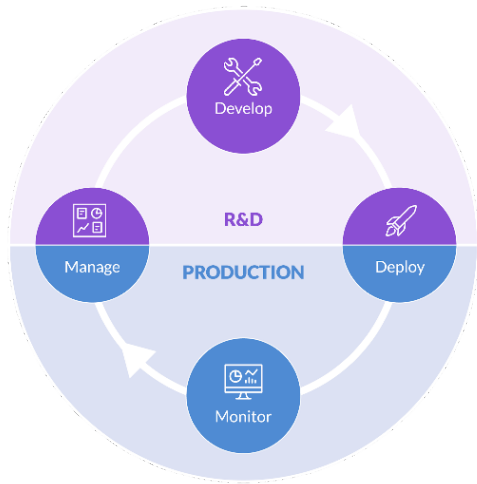 Develop
R&D
Manage
Deploy
PRODUCTION
Monitor